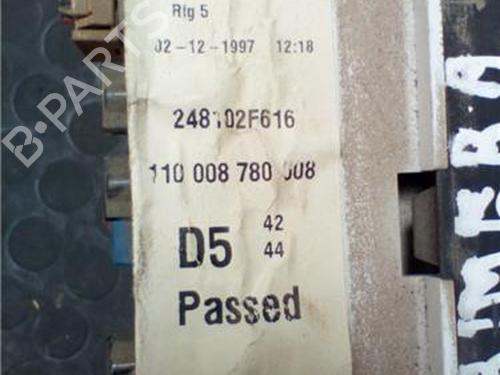 Rig 5
02-12-1997 12:18
248102F616
110 008 780 008
D5 42
44
Passed
B-PARTS